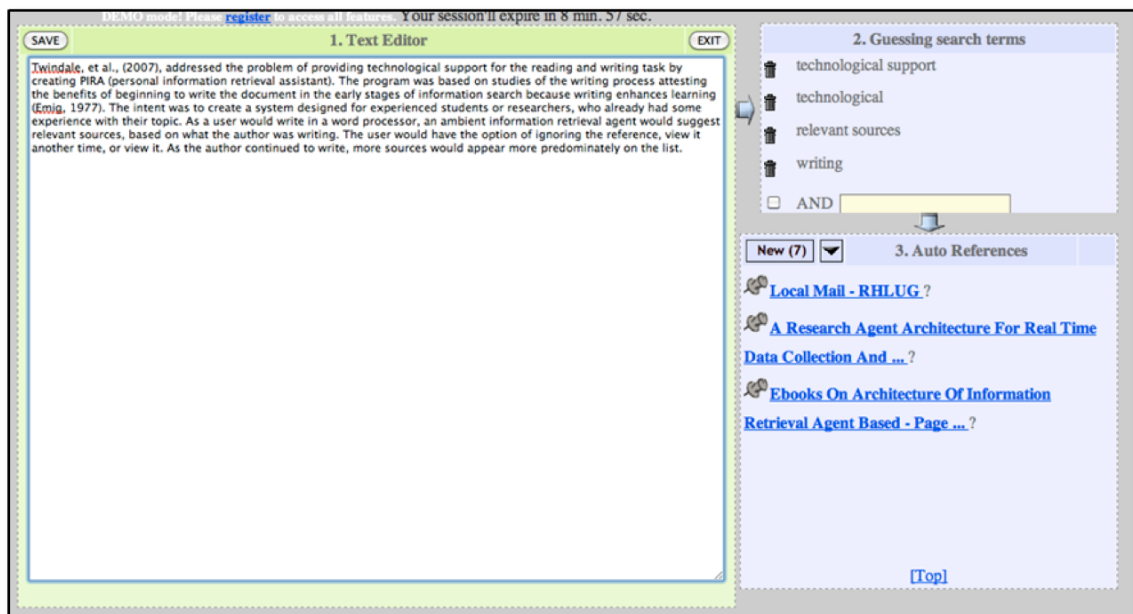 DEMO mode! Please register to access all features. Your session'll expire in 8 min. 57 sec.
SAVE
1. Text Editor
EXIT
Twindale, et al., (2007), addressed the problem of providing technological support for the reading and writing task by
creating PIRA (personal information retrieval assistant). The program was based on studies of the writing process attesting
the benefits of beginning to write the document in the early stages of information search because writing enhances learning
(Emig, 1977). The intent was to create a system designed for experienced students or researchers, who already had some
experience with their topic. As a user would write in a word processor, an ambient information retrieval agent would suggest
relevant sources, based on what the author was writing. The user would have the option of ignoring the reference, view it
another time, or view it. As the author continued to write, more sources would appear more predominately on the list.
2. Guessing search terms
technological support
technological
relevant sources
writing
AND
New (7)
3. Auto References
Local Mail - RHLUG ?
A Research Agent Architecture For Real Time
Data Collection And ... ?
Ebooks On Architecture Of Information
Retrieval Agent Based - Page ... ?
[Top]